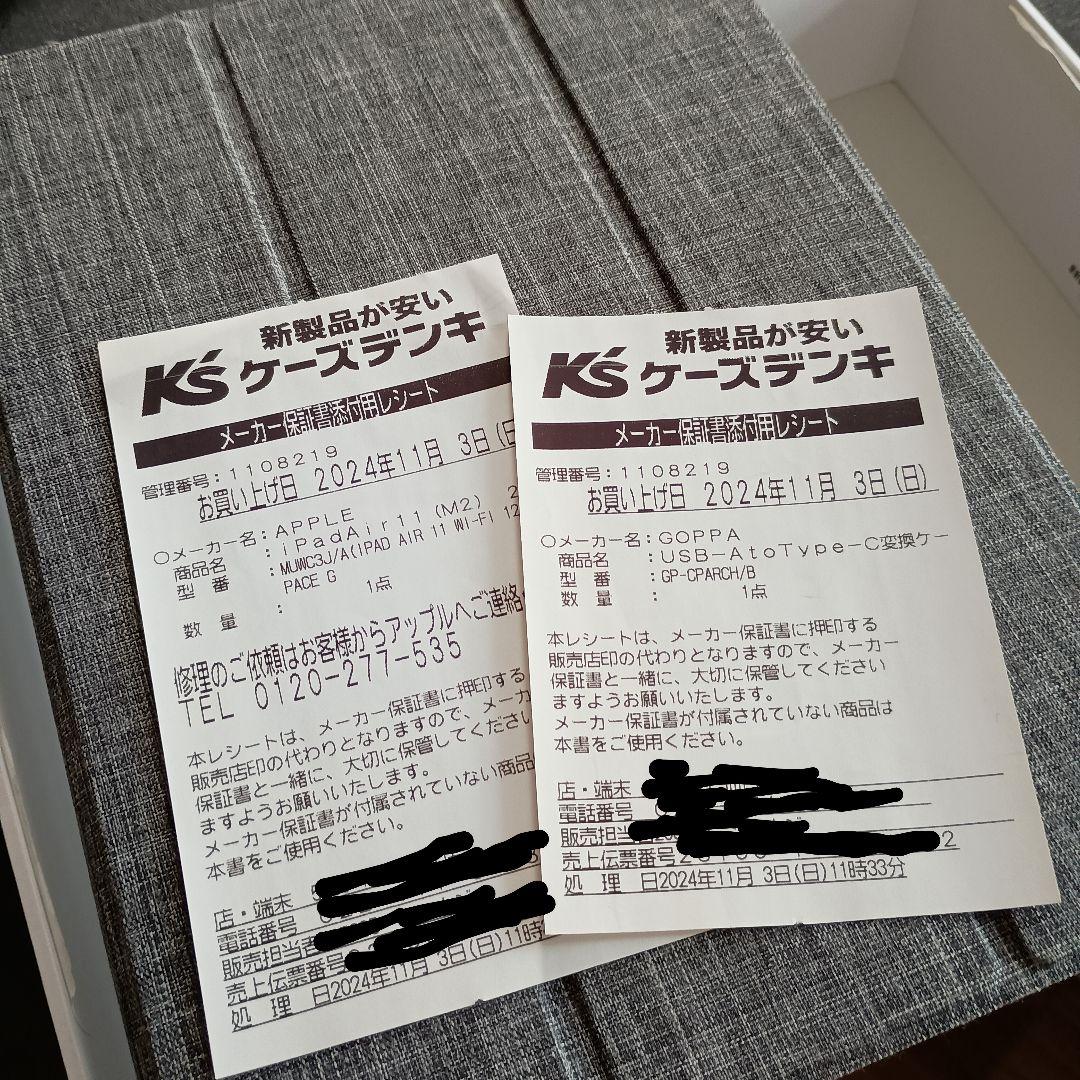 新製品が安い
K's ケーズデンキ
メーカー保証書添付用レシート
管理番号:1108219
お買い上げ日 2024年11月 3日(日
○メーカー名:APPLE
商品名 :iPadAir11(M2) 2
型 番 :MUWC3J/A(IPAD AIR 11 WI-FI 12
PACE G
数 量 : 1点
修理のご依頼はお客様からアップルへご連絡
TEL 0120-277-535
本レシートは、メーカー保証書に押印する
販売店印の代わりとなりますので、メーカ
保証書と一緒に、大切に保管してください
ますようお願いいたします。
メーカー保証書が付属されていない商品
本書をご使用ください。
店・端末
電話番号
販売担当者
売上伝票番号
処 理 日2024年11月 3日(日)11時
新製品が安い
K's ケーズデンキ
メーカー保証書添付用レシート
管理番号:1108219
お買い上げ日 2024年11月 3日(日)
○メーカー名:GOPPA
商品名 :USB-AtoType-C変換ケー
型 番 :GP-CPARCH/B
数 量 : 1点
本レシートは、メーカー保証書に押印する
販売店印の代わりとなりますので、メーカー
保証書と一緒に、大切に保管してください
ますようお願いいたします。
メーカー保証書が付属されていない商品は
本書をご使用ください。
店・端末
電話番号
販売担当
売上伝票番号 2
処 理 日2024年11月 3日(日)11時33分